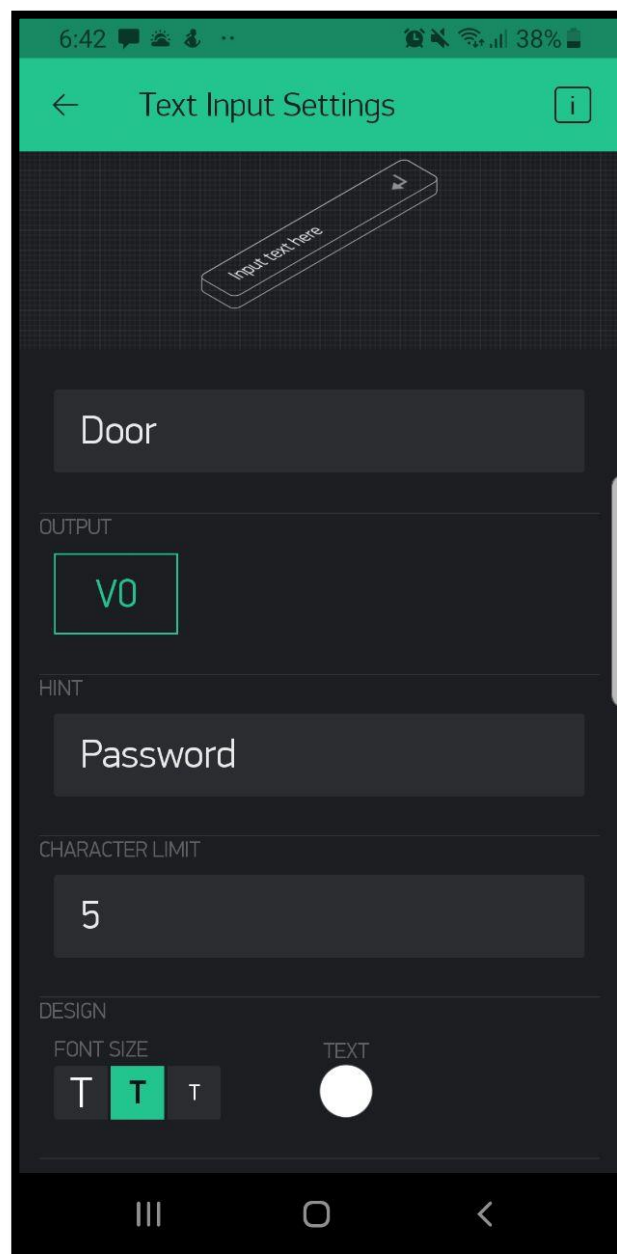 6:42
38%
Text Input Settings
i
Input text here
Door
OUTPUT
V0
HINT
Password
CHARACTER LIMIT
5
DESIGN
FONT SIZE
TEXT
T T T